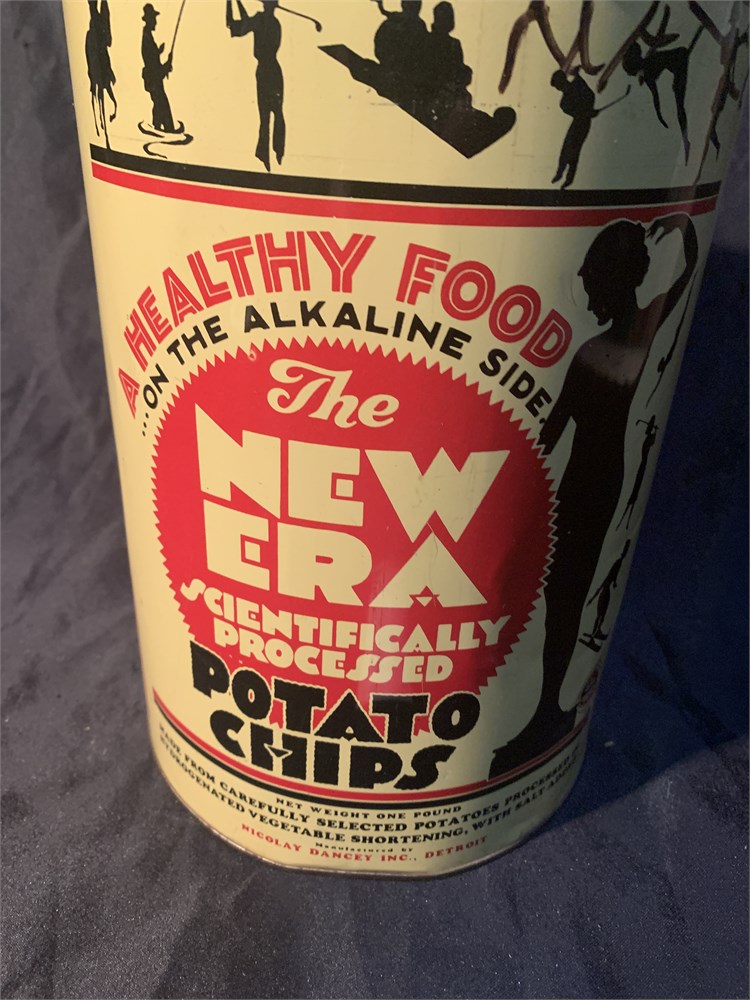 A HEALTHY FOOD
...ON THE ALKALINE SIDE...
The
NEW
ERA
SCIENTIFICALLY
PROCESSED
POTATO
CHIPS
NET WEIGHT ONE POUND
MADE FROM CAREFULLY SELECTED POTATOES PROCESSED
HYDROGENATED VEGETABLE SHORTENING, WITH SALT ADDED
Manufactured by
NICOLAY DANCEY INC., DETROIT